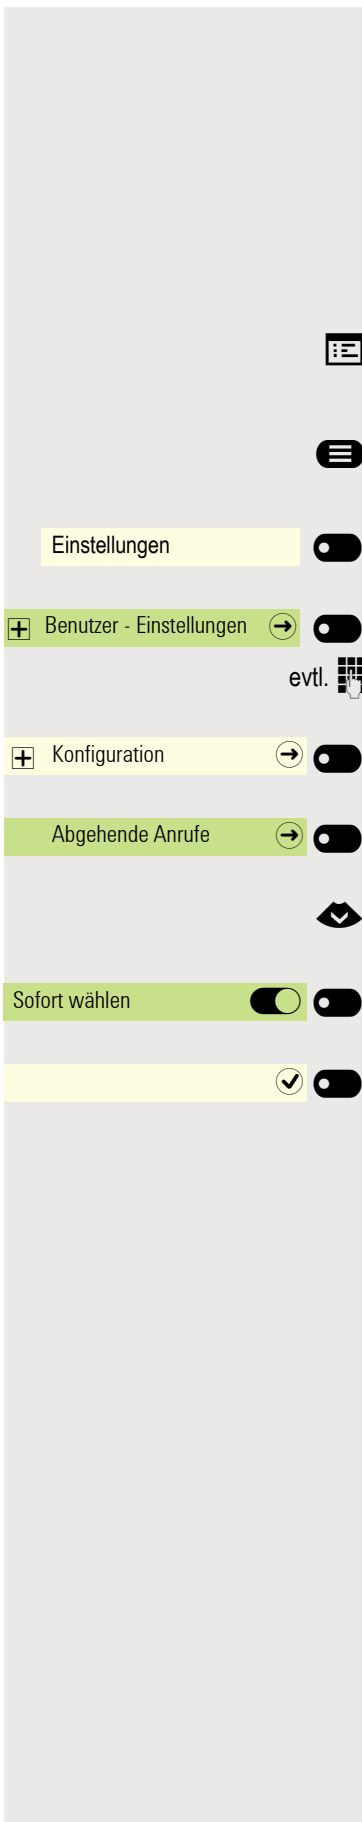 Einstellungen
Benutzer - Einstellungen
evtl.
Konfiguration
Abgehende Anrufe
Sofort wählen